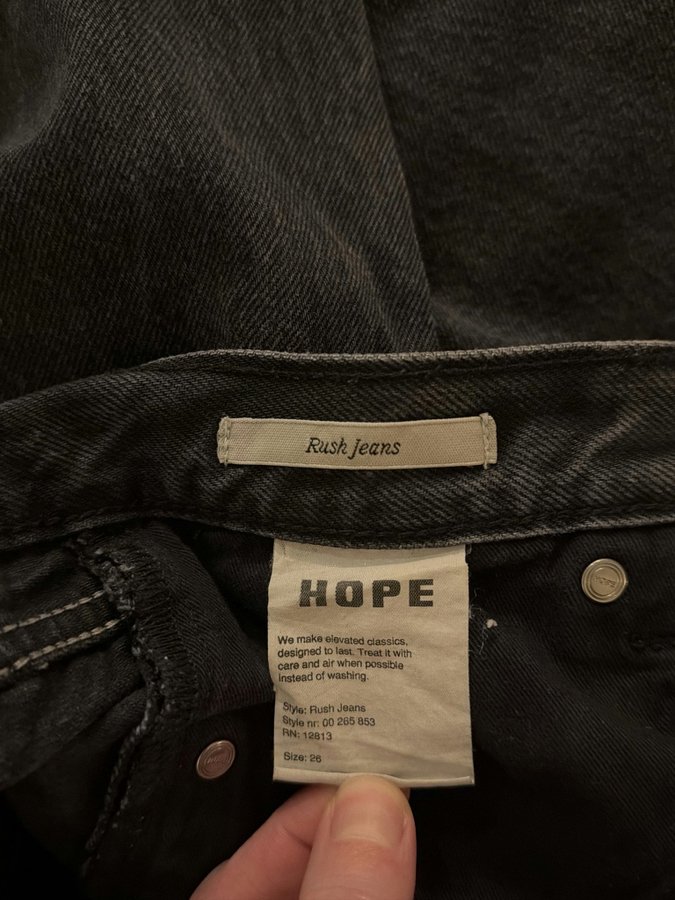 Rush Jeans
HOPE
We make elevated classics,
designed to last. Treat it with
care and air when possible
instead of washing.
Style: Rush Jeans
Style nr: 00 265 853
RN: 12813
Size: 26
HOPE